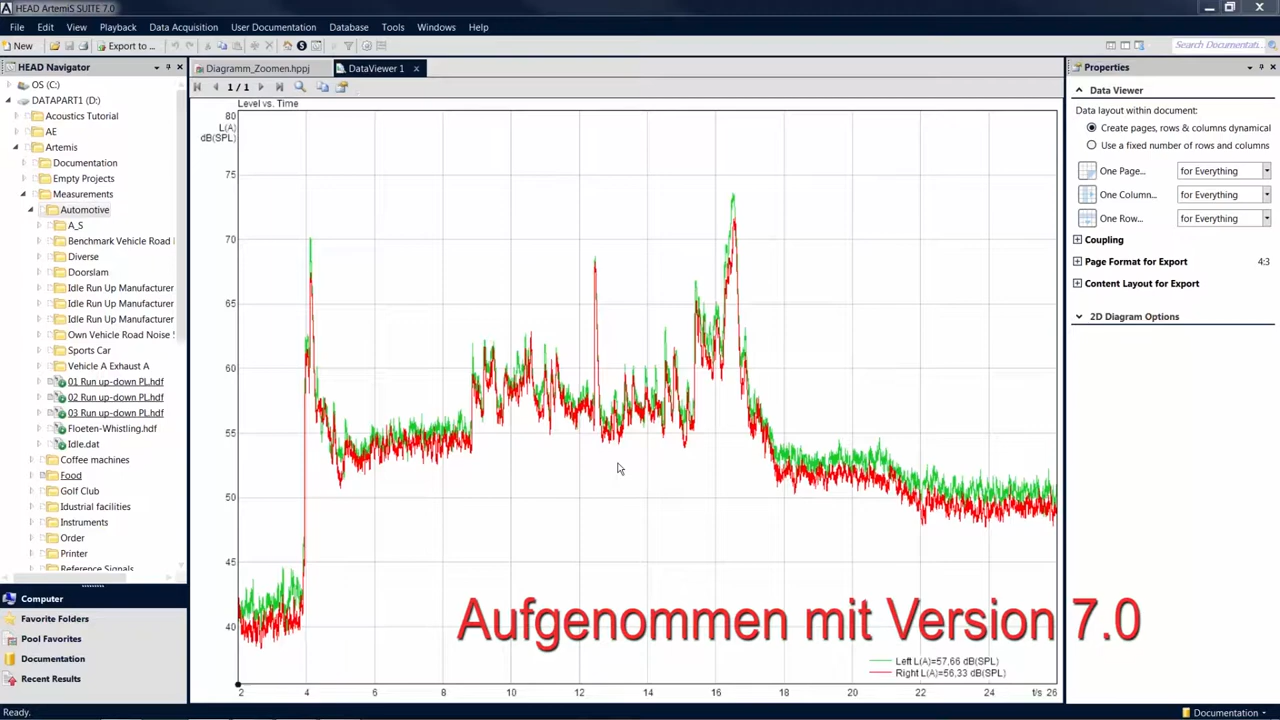 HEAD ArtemiS SUITE 7.0
File Edit View Playback Data Acquisition User Documentation Database Tools Windows Help
New Export to ... Search Documentati..
HEAD Navigator
OS (C:)
DATAPART1 (D:)
Acoustics Tutorial
AE
Artemis
Documentation
Empty Projects
Measurements
Automotive
A_S
Benchmark Vehicle Road
Diverse
Doorslam
Idle Run Up Manufacturer
Idle Run Up Manufacturer
Idle Run Up Manufacturer
Own Vehicle Road Noise
Sports Car
Vehicle A Exhaust A
01 Run up-down PL.hdf
02 Run up-down PL.hdf
03 Run up-down PL.hdf
Floeten-Whistling.hdf
Idle.dat
Coffee machines
Food
Golf Club
Idustrial facilities
Instruments
Order
Printer
Reference Signals
Computer
Favorite Folders
Pool Favorites
Documentation
Recent Results
Ready.
Diagramm_Zoomen.hppj DataViewer 1
1 / 1
Level vs. Time
80
L(A)
dB(SPL)
75
70
65
60
55
50
45
40
2 4 6 8 10 12 14 16 18 20 22 24 t/s 26
Left L(A)=57,66 dB(SPL)
Right L(A)=56,33 dB(SPL)
Aufgenommen mit Version 7.0
Properties
Data Viewer
Data layout within document:
Create pages, rows & columns dynamical
Use a fixed number of rows and columns
One Page... for Everything
One Column... for Everything
One Row... for Everything
Coupling
Page Format for Export 4:3
Content Layout for Export
2D Diagram Options
Documentation